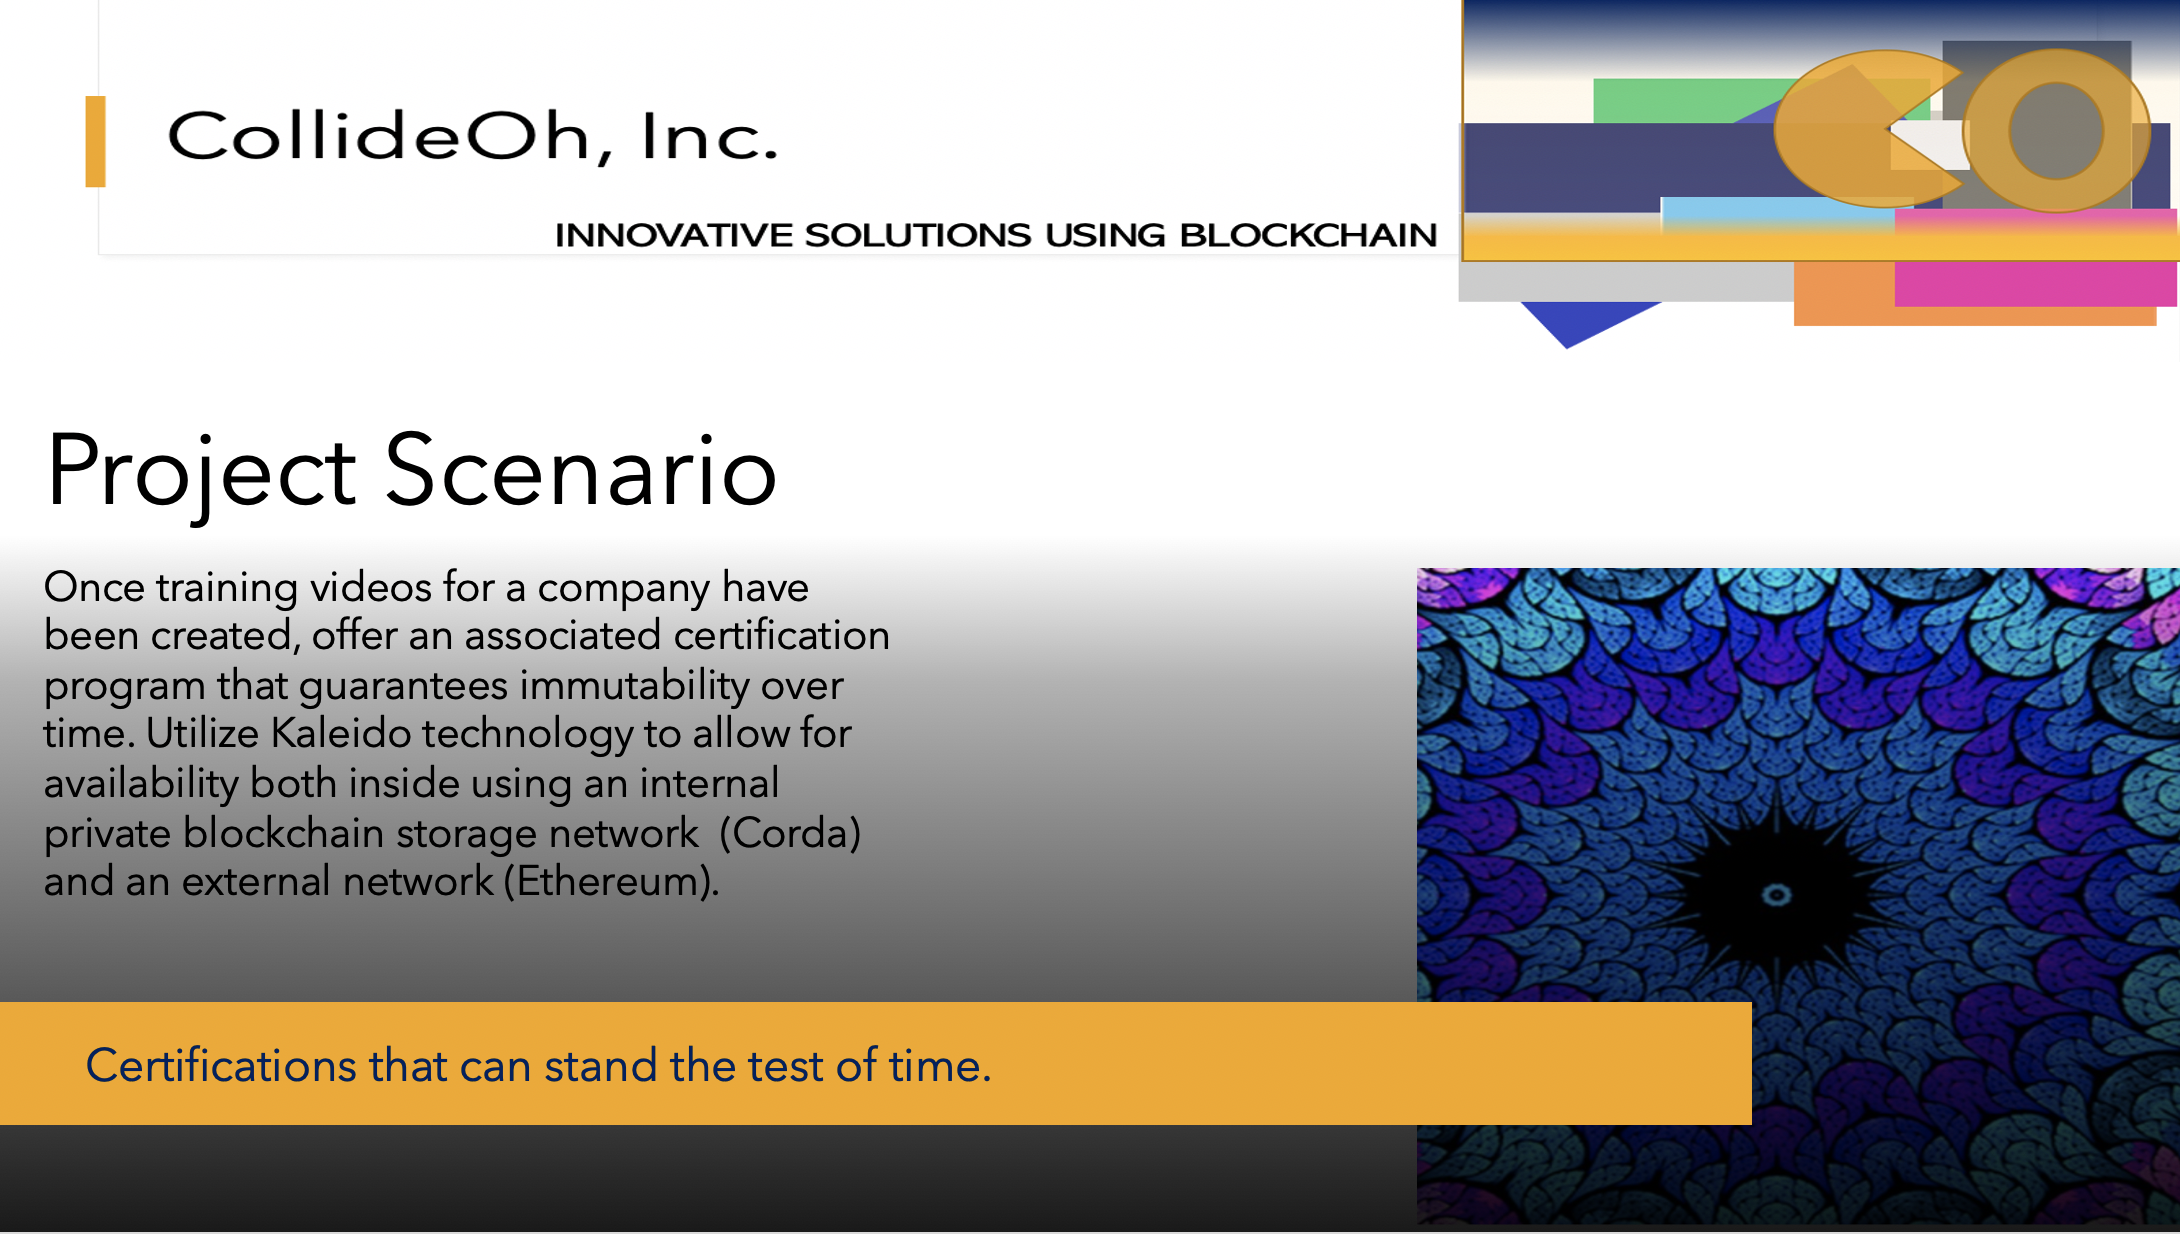 CollideOh, Inc.
INNOVATIVE SOLUTIONS USING BLOCKCHAIN
CO
Project Scenario
Once training videos for a company have
been created, offer an associated certification
program that guarantees immutability over
time. Utilize Kaleido technology to allow for
availability both inside using an internal
private blockchain storage network  (Corda)
and an external network (Ethereum).
Certifications that can stand the test of time.